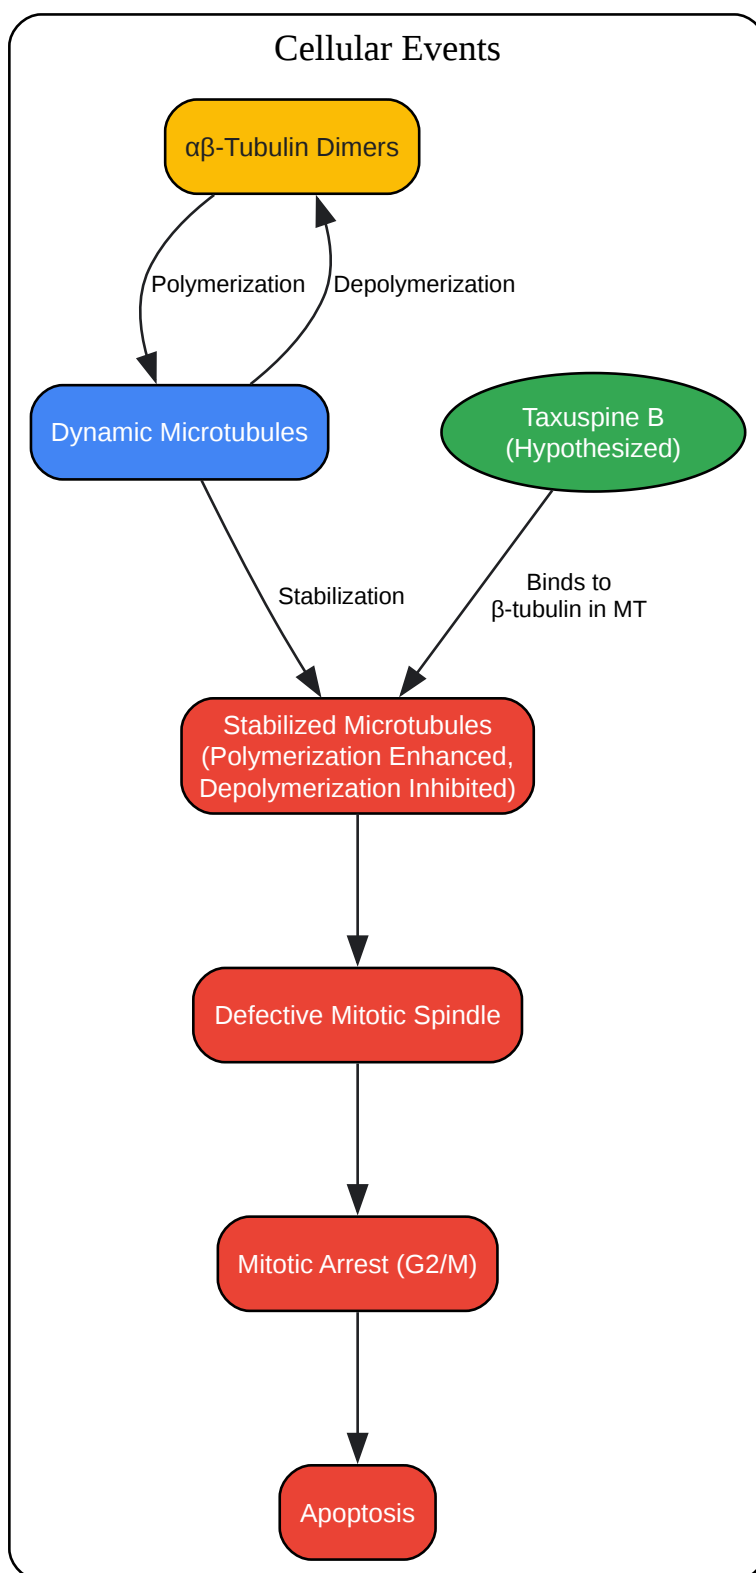 Cellular Events
αβ-Tubulin Dimers
Polymerization
Depolymerization
Dynamic Microtubules
Taxuspine B
(Hypothesized)
Stabilization
Binds to
β-tubulin in MT
Stabilized Microtubules
(Polymerization Enhanced,
Depolymerization Inhibited)
Defective Mitotic Spindle
Mitotic Arrest (G2/M)
Apoptosis